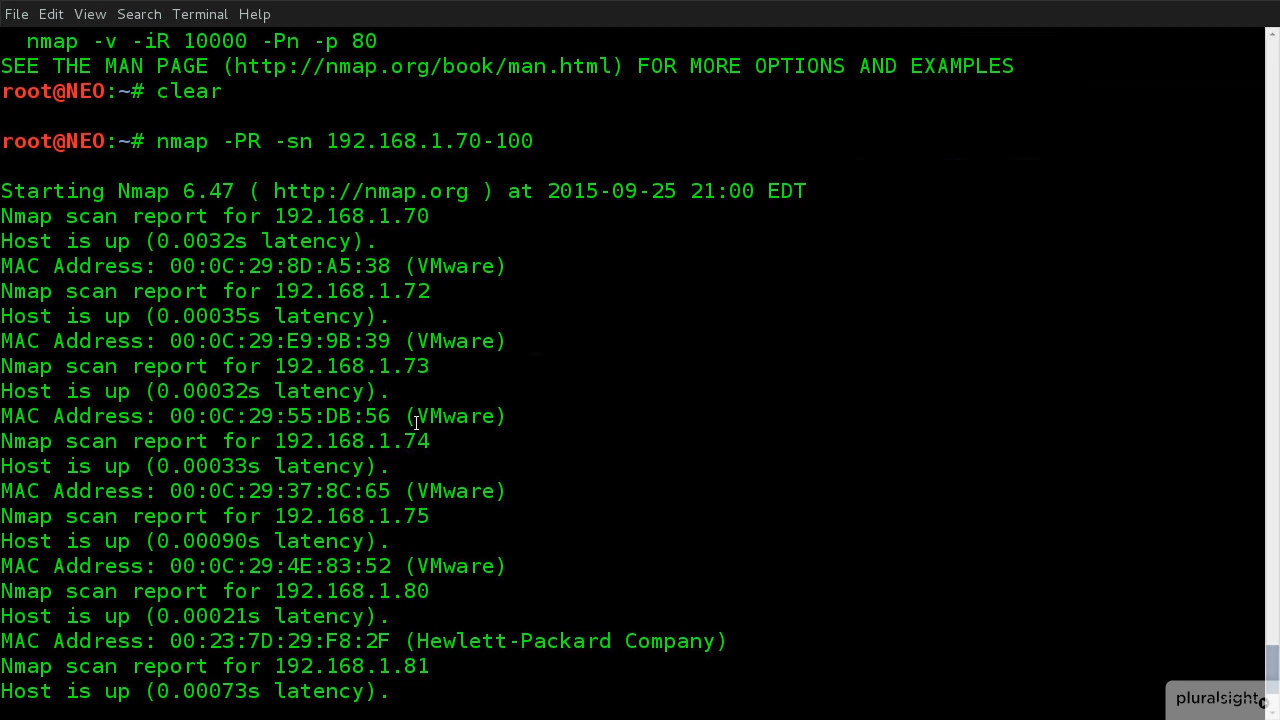 File Edit View Search Terminal Help
nmap -v -iR 10000 -Pn -p 80
SEE THE MAN PAGE (http://nmap.org/book/man.html) FOR MORE OPTIONS AND EXAMPLES
root@NEO:~# clear
root@NEO:~# nmap -PR -sn 192.168.1.70-100
Starting Nmap 6.47 ( http://nmap.org ) at 2015-09-25 21:00 EDT
Nmap scan report for 192.168.1.70
Host is up (0.0032s latency).
MAC Address: 00:0C:29:8D:A5:38 (VMware)
Nmap scan report for 192.168.1.72
Host is up (0.00035s latency).
MAC Address: 00:0C:29:E9:9B:39 (VMware)
Nmap scan report for 192.168.1.73
Host is up (0.00032s latency).
MAC Address: 00:0C:29:55:DB:56 (VMware)
Nmap scan report for 192.168.1.74
Host is up (0.00033s latency).
MAC Address: 00:0C:29:37:8C:65 (VMware)
Nmap scan report for 192.168.1.75
Host is up (0.00090s latency).
MAC Address: 00:0C:29:4E:83:52 (VMware)
Nmap scan report for 192.168.1.80
Host is up (0.00021s latency).
MAC Address: 00:23:7D:29:F8:2F (Hewlett-Packard Company)
Nmap scan report for 192.168.1.81
Host is up (0.00073s latency).
pluralsight